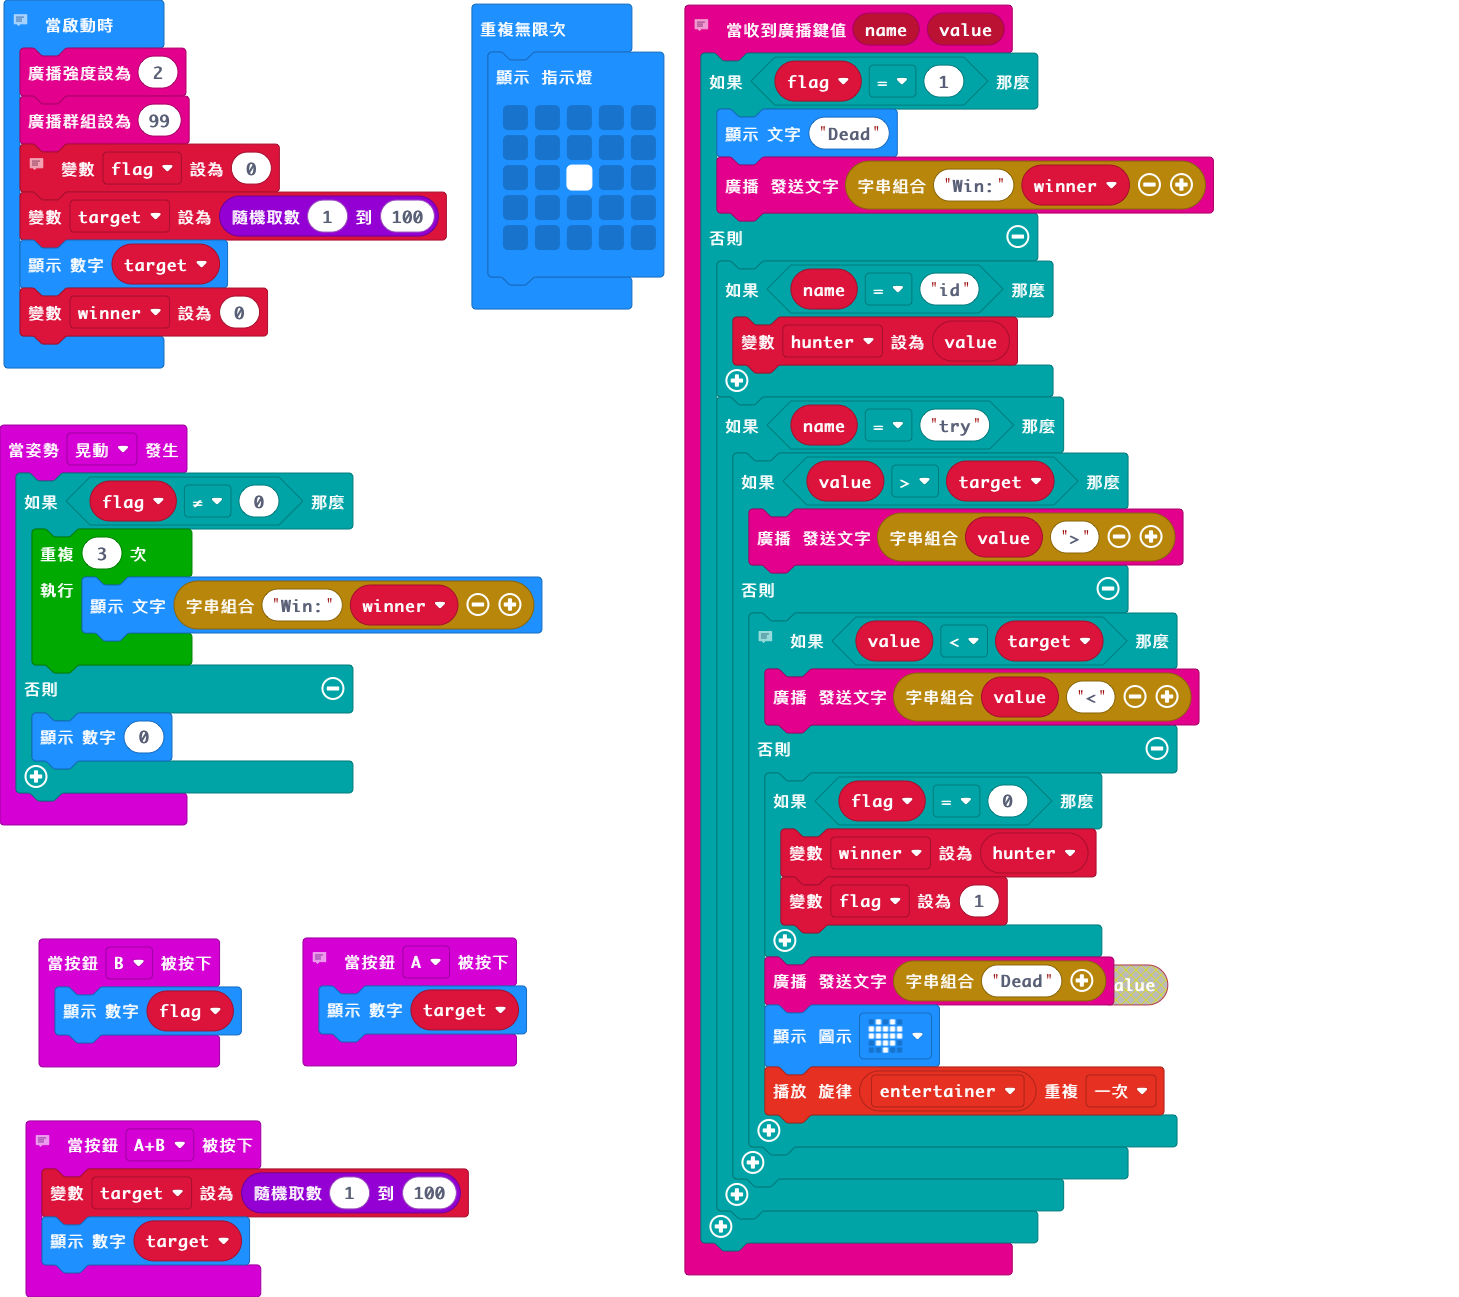 當啟動時
廣播強度設為 2
廣播群組設為 99
變數 flag 設為 0
變數 target 設為 隨機取數 1 到 100
顯示 數字 target
變數 winner 設為 0
重複無限次
顯示 指示燈
當姿勢 晃動 發生
如果 flag ≠ 0 那麼
重複 3 次
執行 顯示 文字 字串組合 "Win:" winner
否則
顯示 數字 0
當按鈕 B 被按下
顯示 數字 flag
當按鈕 A 被按下
顯示 數字 target
當按鈕 A+B 被按下
變數 target 設為 隨機取數 1 到 100
顯示 數字 target
當收到廣播鍵值 name value
如果 flag = 1 那麼
顯示 文字 "Dead"
廣播 發送文字 字串組合 "Win:" winner
否則
如果 name = "id" 那麼
變數 hunter 設為 value
如果 name = "try" 那麼
如果 value > target 那麼
廣播 發送文字 字串組合 value ">"
否則
如果 value < target 那麼
廣播 發送文字 字串組合 value "<"
否則
如果 flag = 0 那麼
變數 winner 設為 hunter
變數 flag 設為 1
廣播 發送文字 字串組合 "Dead" alue
顯示 圖示
播放 旋律 entertainer 重複 一次